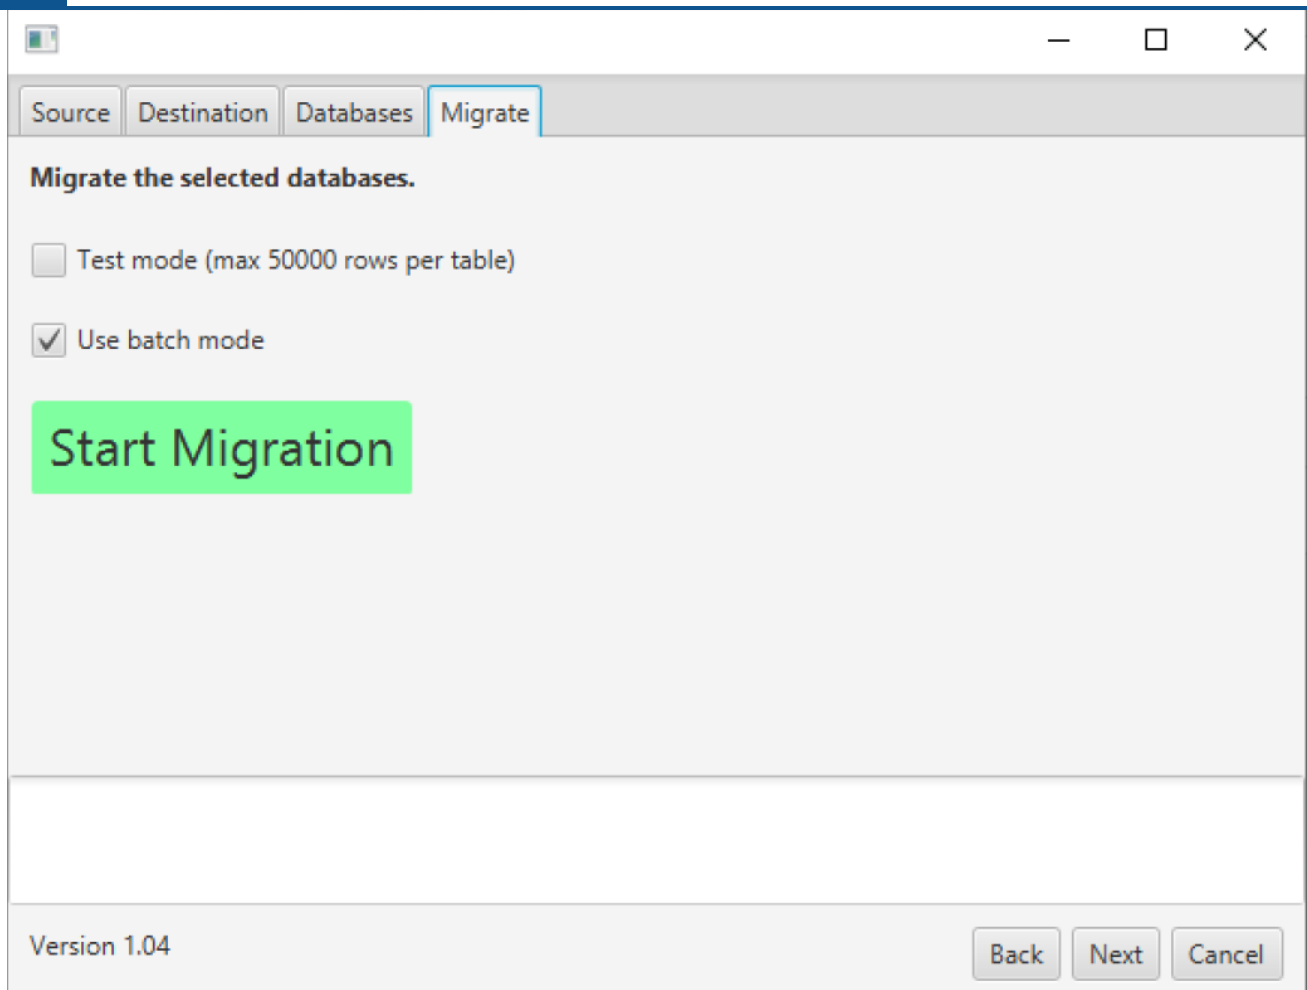 Source Destination Databases Migrate
Migrate the selected databases.
Test mode (max 50000 rows per table)
Use batch mode
Start Migration
Version 1.04
Back Next Cancel